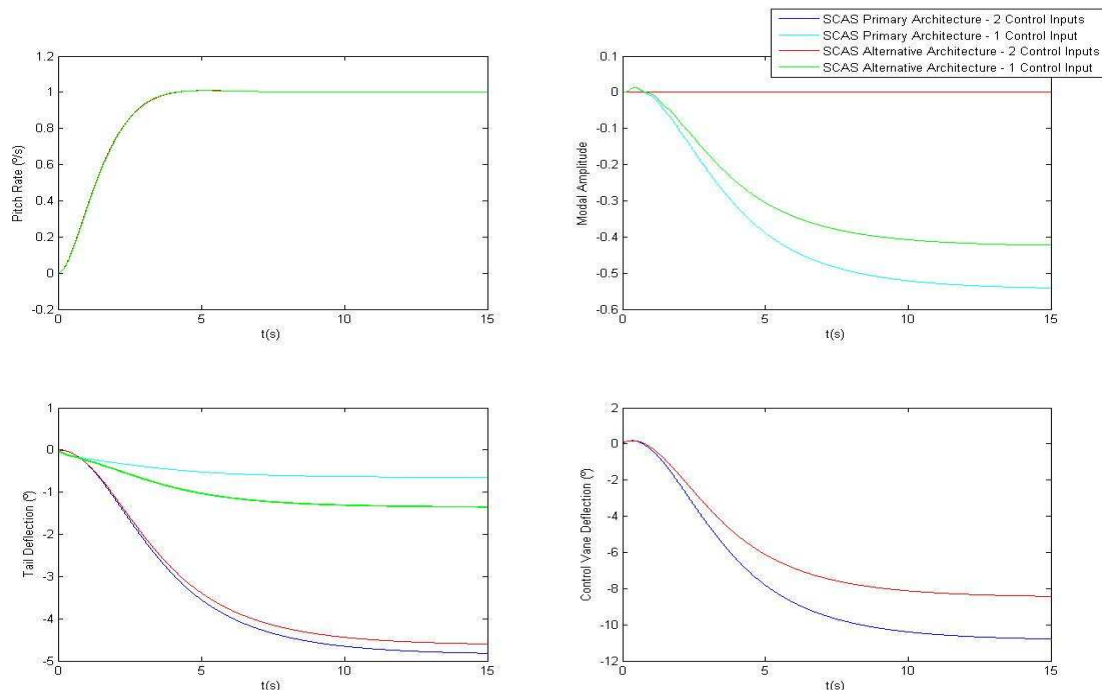 SCAS Primary Architecture - 2 Control Inputs
SCAS Primary Architecture - 1 Control Input
SCAS Alternative Architecture - 2 Control Inputs
SCAS Alternative Architecture - 1 Control Input
1.2
1
0.8
0.6
0.4
0.2
0
-0.2
Pitch Rate (º/s)
0 5 10 15
t(s)
0.1
0
-0.1
-0.2
-0.3
-0.4
-0.5
-0.6
Modal Amplitude
0 5 10 15
t(s)
1
0
-1
-2
-3
-4
-5
Tail Deflection (º)
0 5 10 15
t(s)
2
0
-2
-4
-6
-8
-10
-12
Control Vane Deflection (º)
0 5 10 15
t(s)